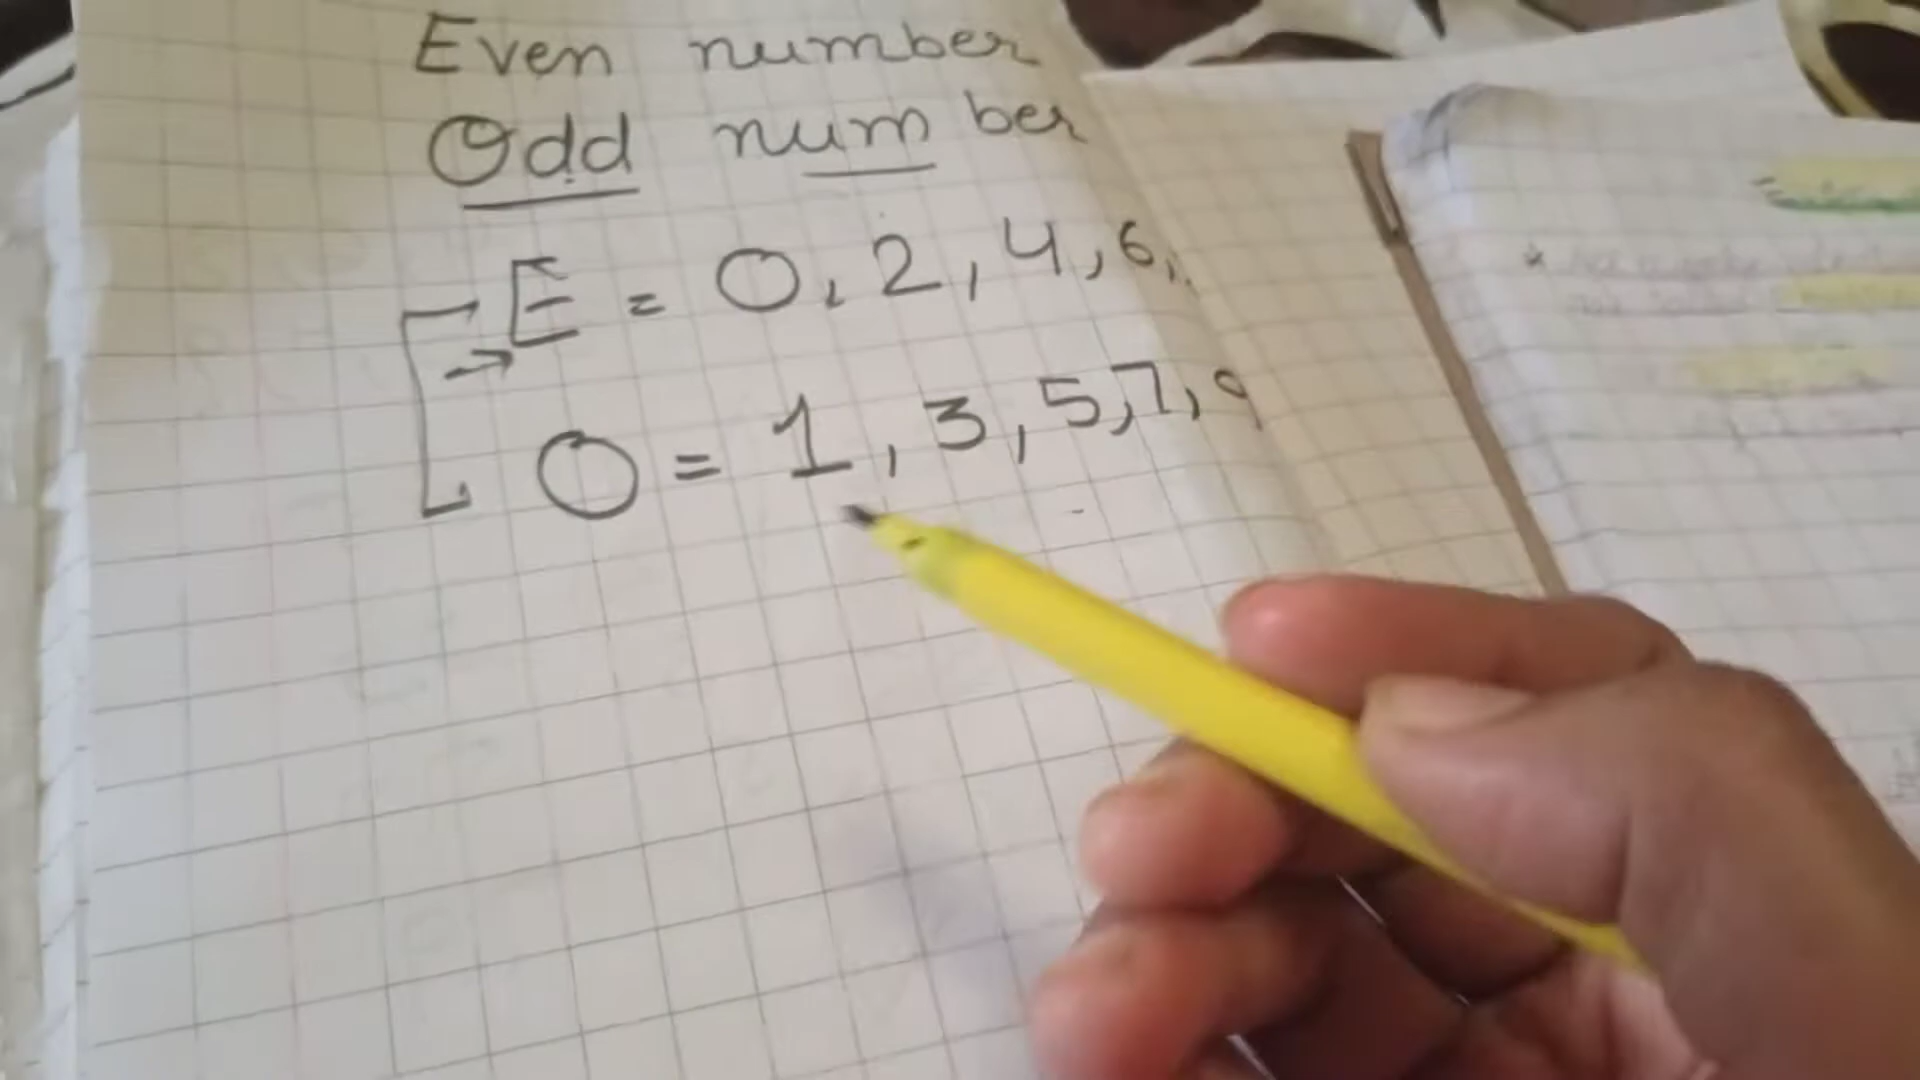 Even number
Odd number
E = 0, 2, 4, 6,
O = 1, 3, 5, 7, 9